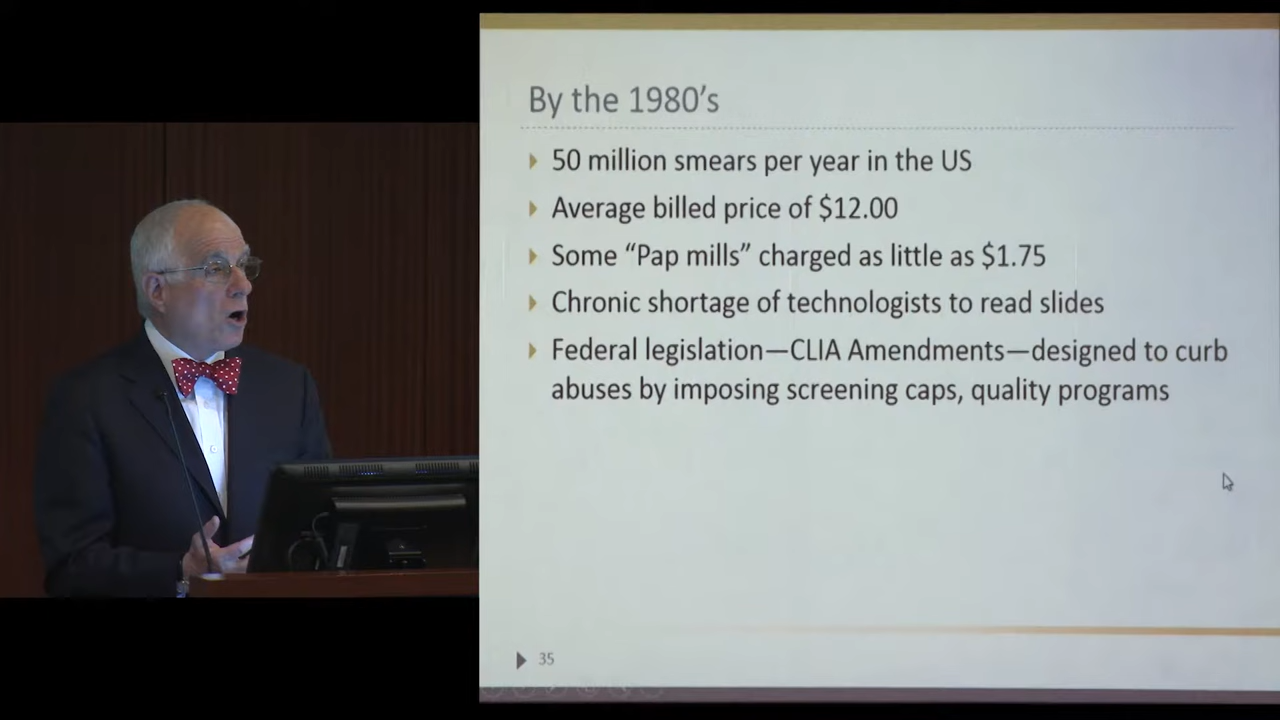 By the 1980’s
50 million smears per year in the US
Average billed price of $12.00
Some “Pap mills” charged as little as $1.75
Chronic shortage of technologists to read slides
Federal legislation—CLIA Amendments—designed to curb
abuses by imposing screening caps, quality programs
35